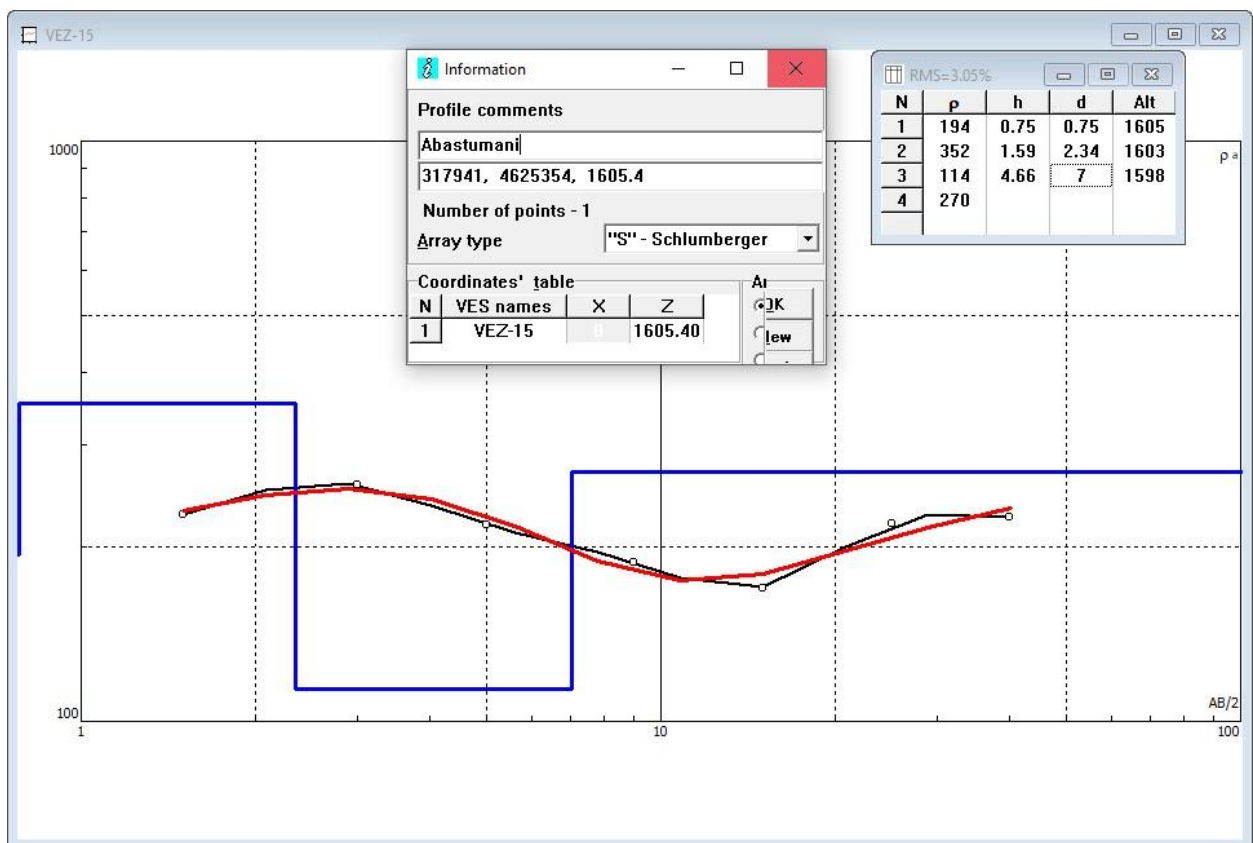 VEZ-15
Information
Profile comments
Abastumani
317941, 4625354, 1605.4
Number of points - 1
Array type "S" - Schlumberger
Coordinates' table
N VES names X Z
1 VEZ-15 0 1605.40
OK
RMS=3.05%
N ρ h d Alt
1 194 0.75 0.75 1605
2 352 1.59 2.34 1603
3 114 4.66 7 1598
4 270
1000
ρ a
100
AB/2
1 10 100